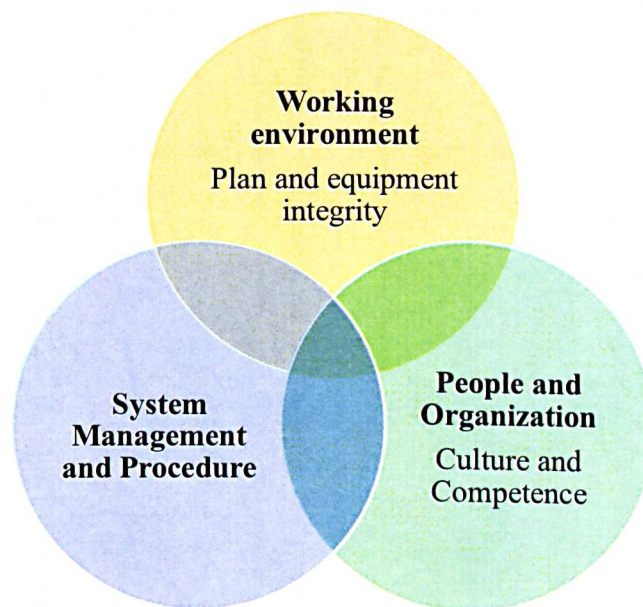 Working
environment
Plan and equipment
integrity
System
Management
and Procedure
People and
Organization
Culture and
Competence